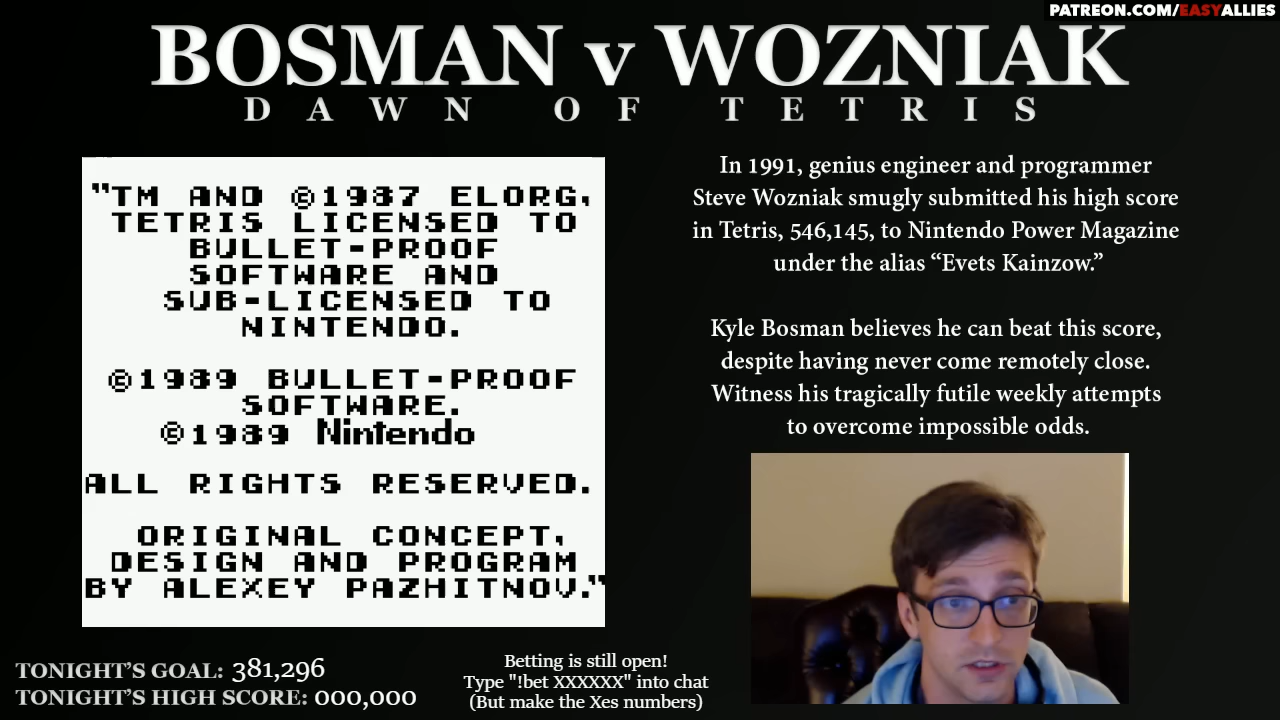 PATREON.COM/EASYALLIES
BOSMAN v WOZNIAK
DAWN OF TETRIS
"TM AND ©1987 ELORG,
TETRIS LICENSED TO
BULLET-PROOF
SOFTWARE AND
SUB-LICENSED TO
NINTENDO.
©1989 BULLET-PROOF
SOFTWARE.
©1989 Nintendo
ALL RIGHTS RESERVED.
ORIGINAL CONCEPT,
DESIGN AND PROGRAM
BY ALEXEY PAZHITNOV."
In 1991, genius engineer and programmer
Steve Wozniak smugly submitted his high score
in Tetris, 546,145, to Nintendo Power Magazine
under the alias “Evets Kainzow.”
Kyle Bosman believes he can beat this score,
despite having never come remotely close.
Witness his tragically futile weekly attempts
to overcome impossible odds.
TONIGHT’S GOAL: 381,296
TONIGHT’S HIGH SCORE: 000,000
Betting is still open!
Type "!bet XXXXXX" into chat
(But make the Xes numbers)